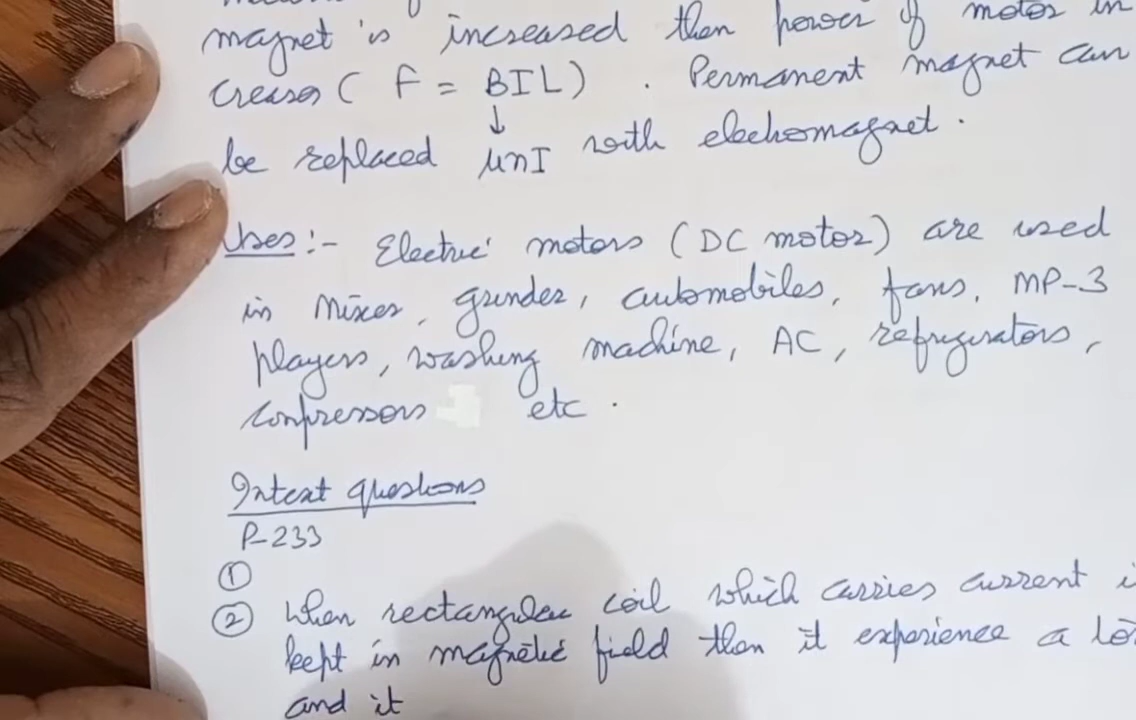 magnet is increased then power of motor in
creases ( F = BIL) . Permanent magnet can
↓
be replaced μnI with electromagnet .
Uses :- Electric motors (DC motor) are used
in Mixer, grinder, automobiles, fans, MP-3
players, washing machine, AC, refrigerators,
compressors etc .
Intext questions
P-233
①
② When rectangular coil which carries current i
kept in magnetic field then it experience a to
and it